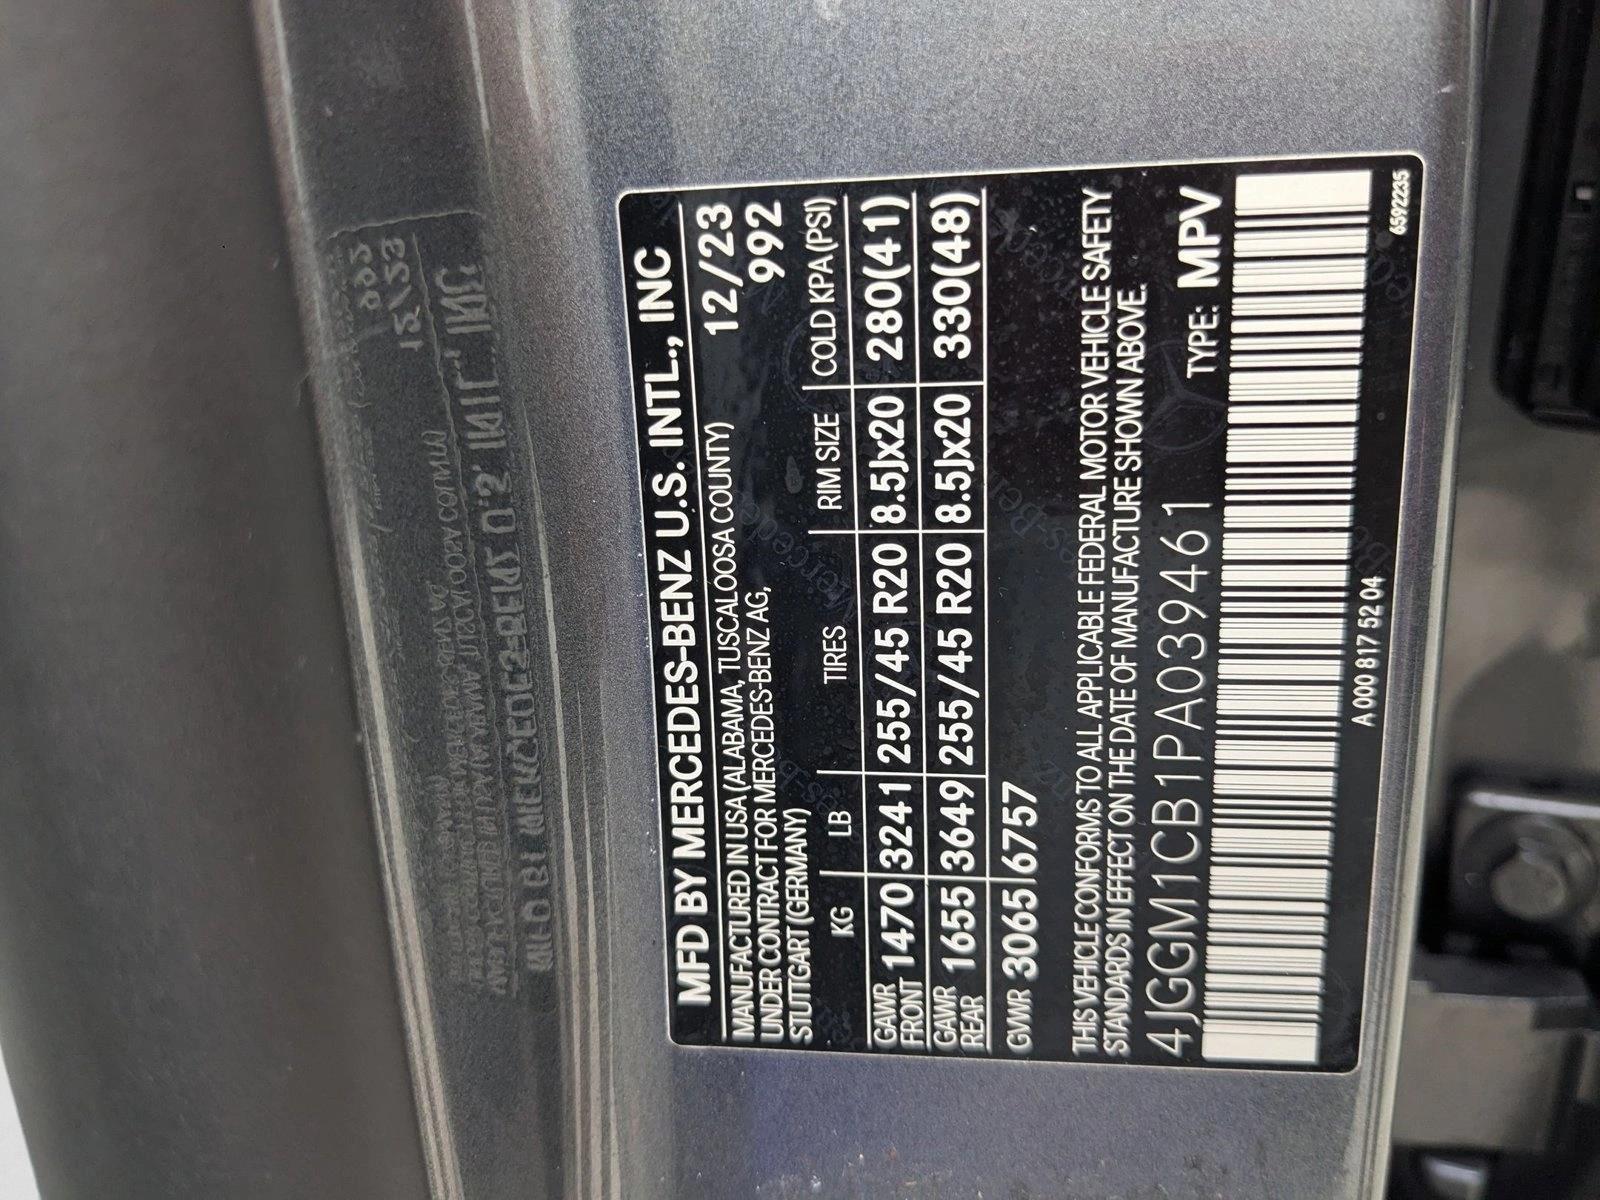 MFD BY MERCEDES-BENZ U.S. INTL., INC
MANUFACTURED IN USA (ALABAMA, TUSCALOOSA COUNTY) 12/23
UNDER CONTRACT FOR MERCEDES-BENZ AG, 992
STUTTGART (GERMANY)
KG LB TIRES RIM SIZE COLD KPA (PSI)
GAWR FRONT 1470 3241 255/45 R20 8.5Jx20 280(41)
GAWR REAR 1655 3649 255/45 R20 8.5Jx20 330(48)
GVWR 3065 6757
THIS VEHICLE CONFORMS TO ALL APPLICABLE FEDERAL MOTOR VEHICLE SAFETY
STANDARDS IN EFFECT ON THE DATE OF MANUFACTURE SHOWN ABOVE.
4JGGM1CB1PA039461 TYPE: MPV
A 000 817 52 04
6592235